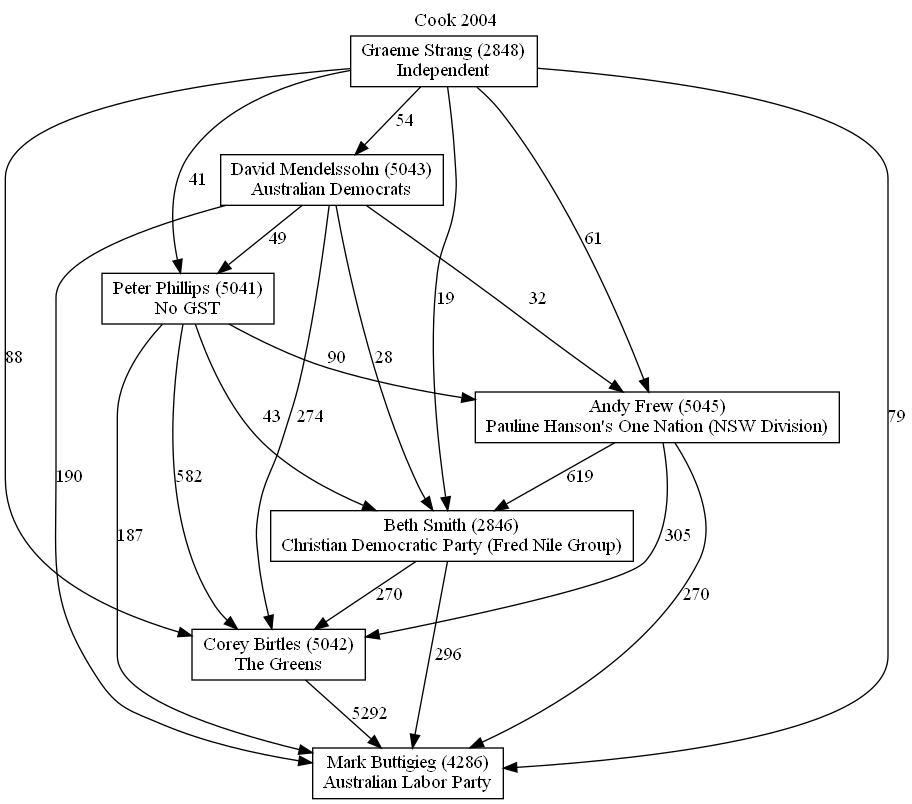 Cook 2004
Graeme Strang (2848)
Independent
54
41
David Mendelssohn (5043)
Australian Democrats
49
61
Peter Phillips (5041)
No GST
19
32
88
90
28
Andy Frew (5045)
Pauline Hanson's One Nation (NSW Division)
43
274
79
190
582
619
Beth Smith (2846)
Christian Democratic Party (Fred Nile Group)
187
305
270
270
Corey Birtles (5042)
The Greens
296
5292
Mark Buttigieg (4286)
Australian Labor Party